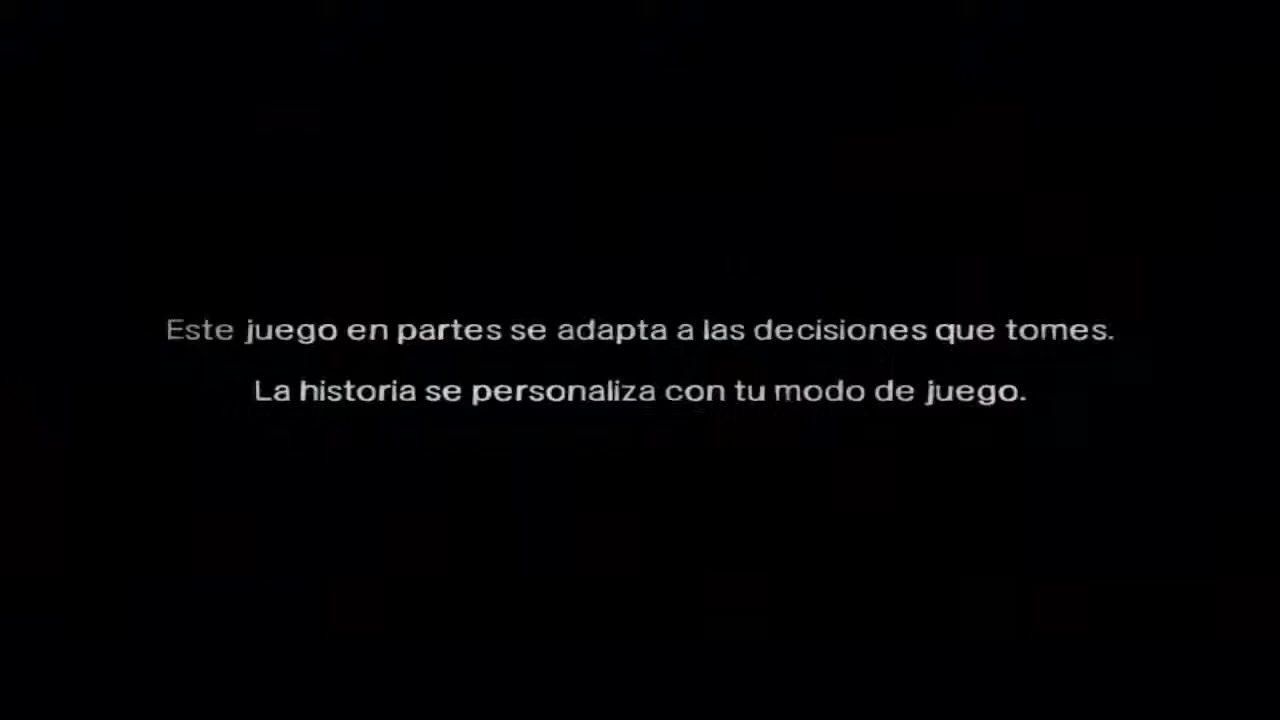 Este juego en partes se adapta a las decisiones que tomes.
La historia se personaliza con tu modo de juego.